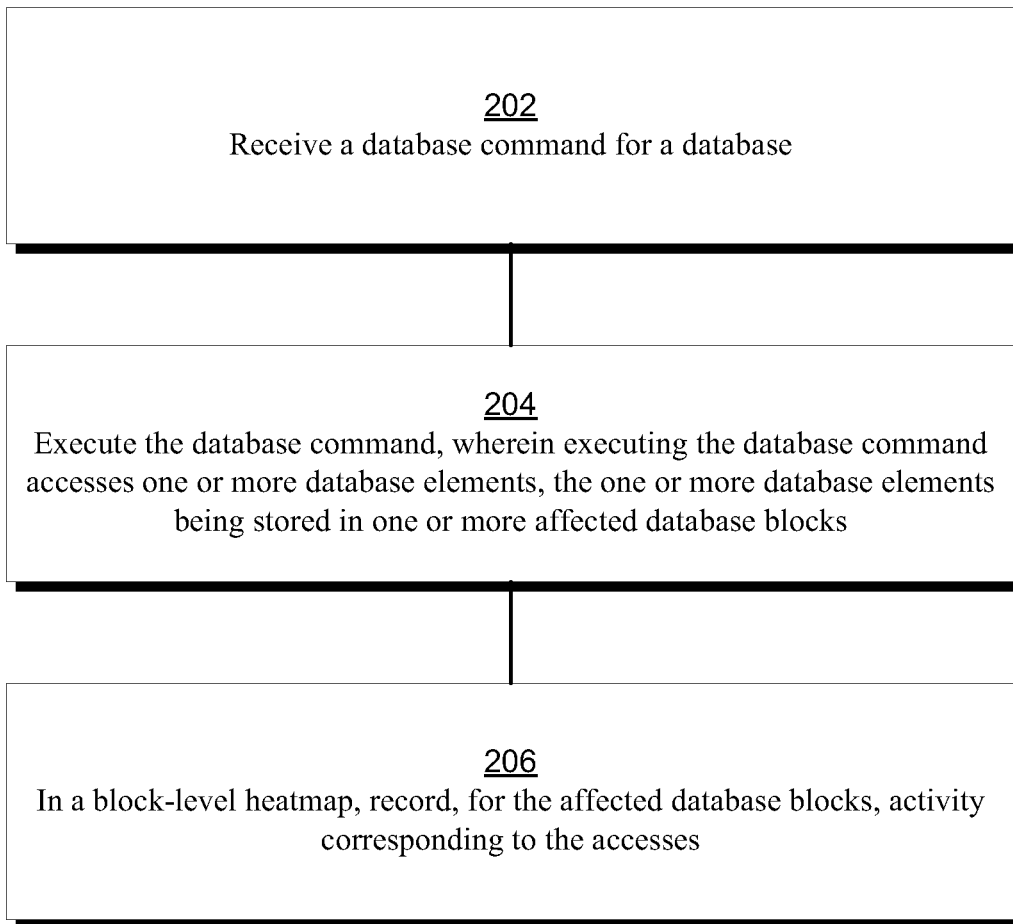 202
Receive a database command for a database
204
Execute the database command, wherein executing the database command
accesses one or more database elements, the one or more database elements
being stored in one or more affected database blocks
206
In a block-level heatmap, record, for the affected database blocks, activity
corresponding to the accesses